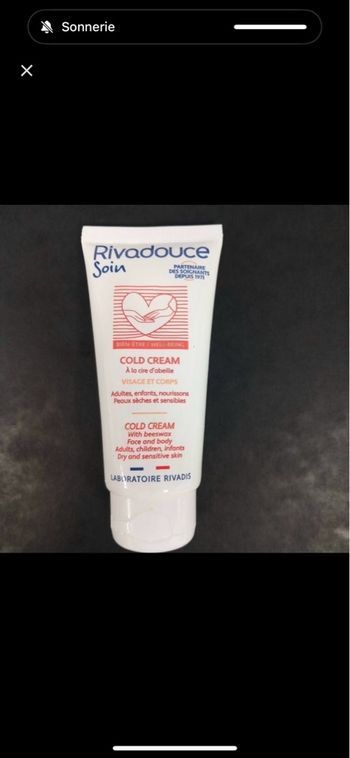 Sonnerie
Rivadouce
Soin
PARTENAIRE
DES SOIGNANTS
DEPUIS 1971
BIEN-ÊTRE / WELL-BEING
COLD CREAM
À la cire d'abeille
VISAGE ET CORPS
Adultes, enfants, nourrissons
Peaux sèches et sensibles
COLD CREAM
With beeswax
Face and body
Adults, children, infants
Dry and sensitive skin
LABORATOIRE RIVADIS